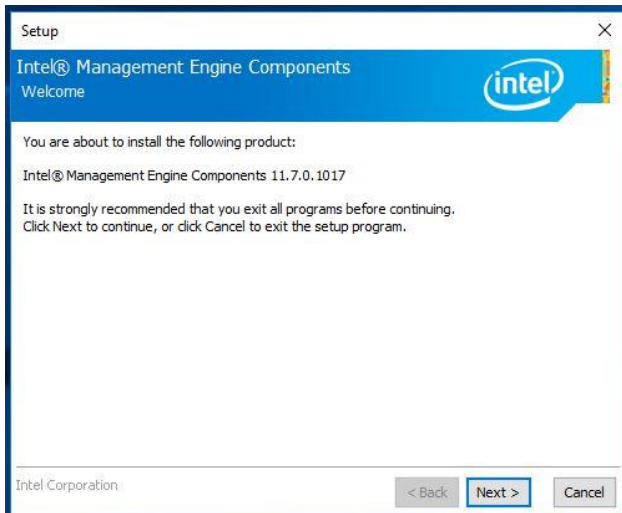 Setup
Intel® Management Engine Components
Welcome
intel
You are about to install the following product:
Intel® Management Engine Components 11.7.0.1017
It is strongly recommended that you exit all programs before continuing.
Click Next to continue, or click Cancel to exit the setup program.
Intel Corporation
< Back Next > Cancel